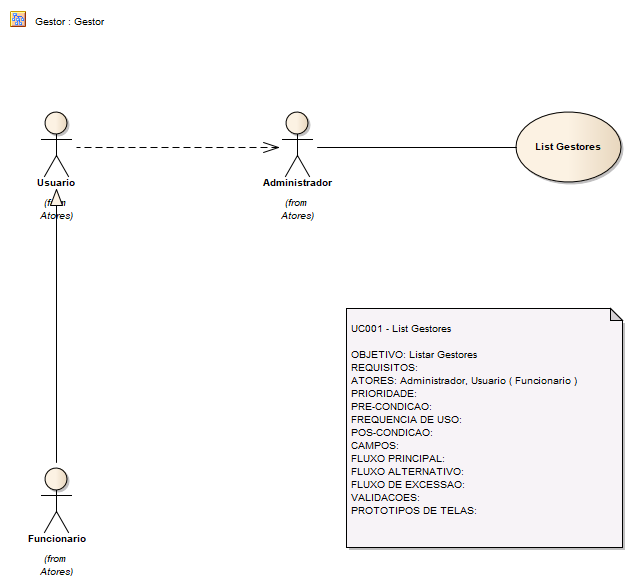 Gestor : Gestor
Usuario
(from
Atores)
Administrador
(from
Atores)
List Gestores
UC001 - List Gestores
OBJETIVO: Listar Gestores
REQUISITOS:
ATORES: Administrador, Usuario ( Funcionario )
PRIORIDADE:
PRE-CONDICAO:
FREQUENCIA DE USO:
POS-CONDICAO:
CAMPOS:
FLUXO PRINCIPAL:
FLUXO ALTERNATIVO:
FLUXO DE EXCESSAO:
VALIDACOES:
PROTOTIPOS DE TELAS:
Funcionario
(from
Atores)